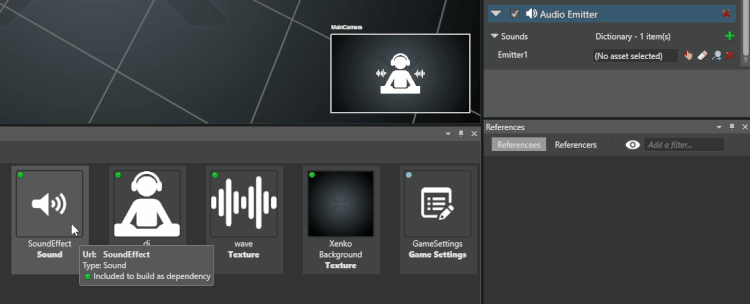 Audio Emitter
MainCamera
Sounds Dictionary - 1 item(s)
Emitter1 (No asset selected)
References
Referencees Referencers Add a filter...
SoundEffect
Sound
dj
wave
Texture
Xenko
Background
Texture
GameSettings
Game Settings
Url: SoundEffect
Type: Sound
Included to build as dependency